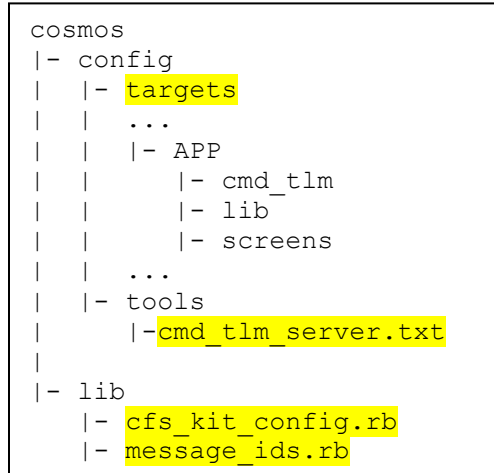 cosmos
|- config
|  |- targets
|  |  ...
|  |  |- APP
|  |     |- cmd_tlm
|  |     |- lib
|  |     |- screens
|  |  ...
|  |- tools
|     |-cmd_tlm_server.txt
|
|- lib
   |- cfs_kit_config.rb
   |- message_ids.rb